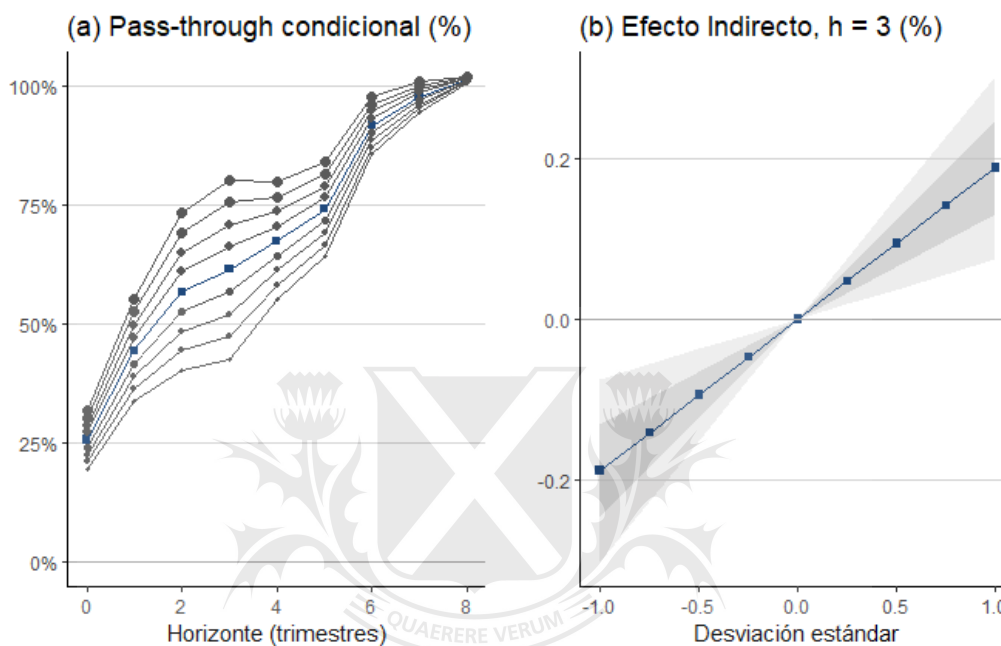 (a) Pass-through condicional (%)
100%
75%
50%
25%
0%
0 2 4 6 8
Horizonte (trimestres)
(b) Efecto Indirecto, h = 3 (%)
0.2
0.0
-0.2
-1.0 -0.5 0.0 0.5 1.0
Desviación estándar
QUAERERE VERUM